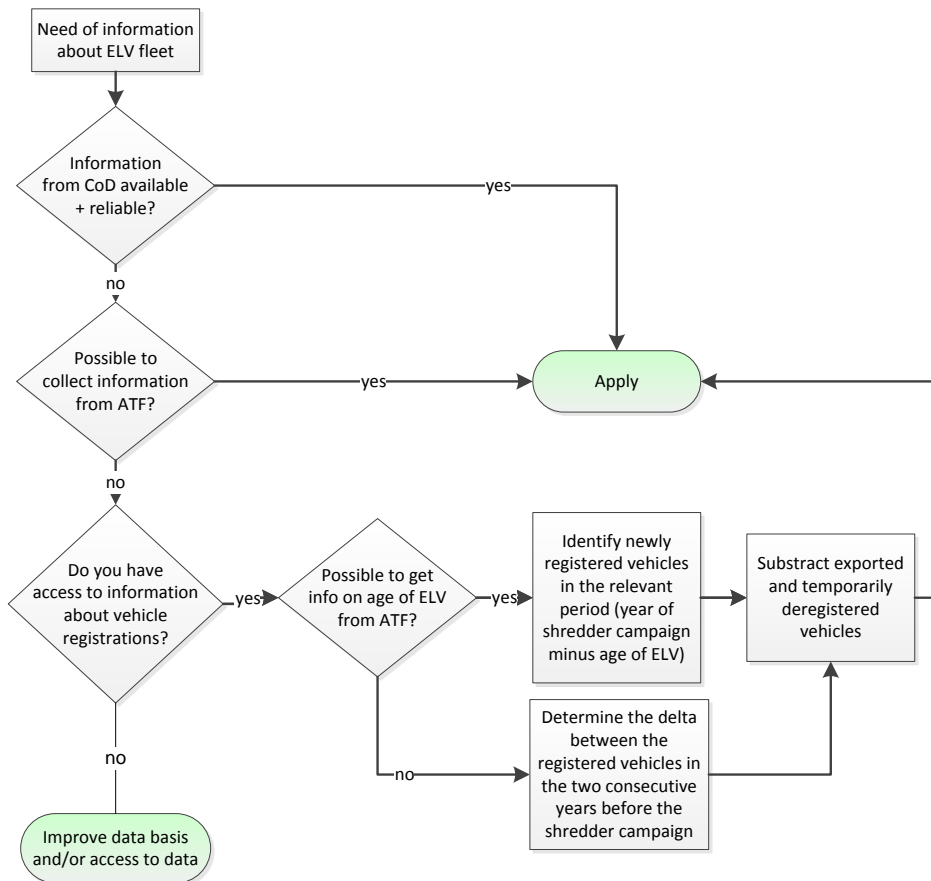 Need of information
about ELV fleet
Information
from CoD available
+ reliable?
yes
no
Possible to
collect information
from ATF?
yes
Apply
no
Do you have
access to information
about vehicle
registrations?
yes
Possible to get
info on age of ELV
from ATF?
yes
Identify newly
registered vehicles
in the relevant
period (year of
shredder campaign
minus age of ELV)
Substract exported
and temporarily
deregistered
vehicles
no
Determine the delta
between the
registered vehicles in
the two consecutive
years before the
shredder campaign
no
Improve data basis
and/or access to data